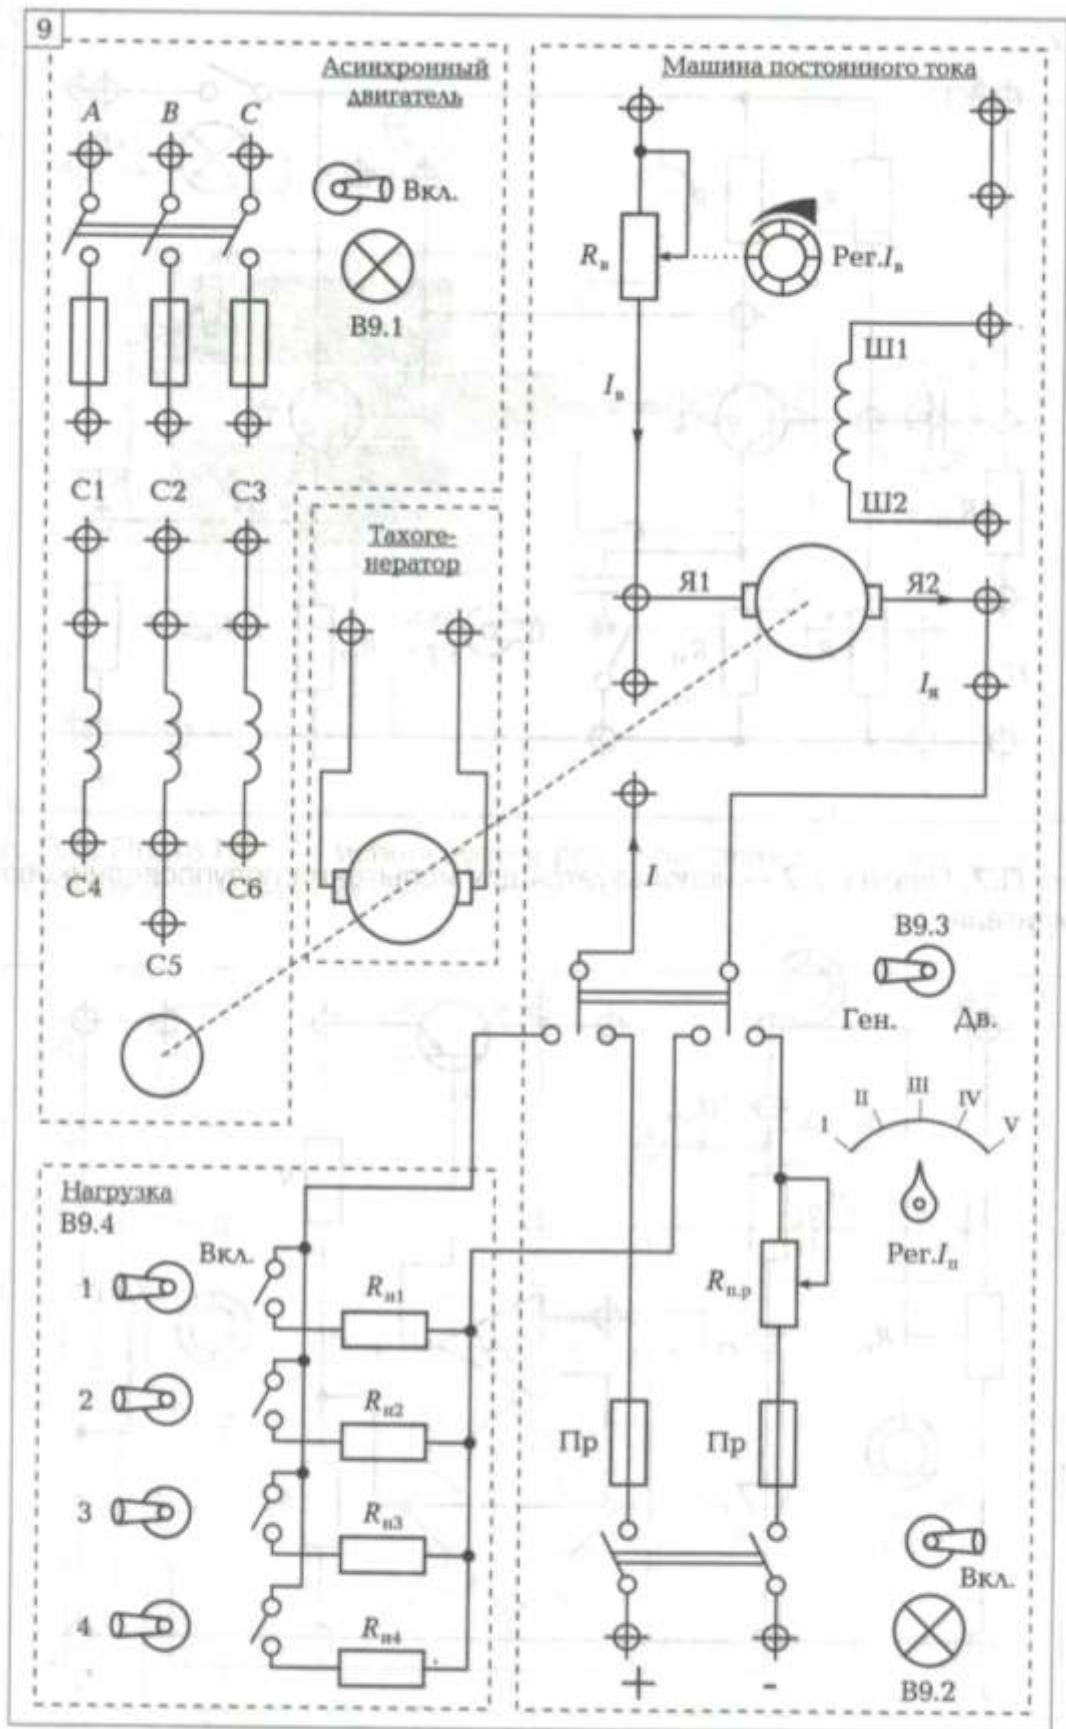 9
Асинхронный
двигатель
A B C
Вкл.
В9.1
C1 C2 C3
C4 C6
C5
Тахоге-
нератор
Машина постоянного тока
Rв
Рег.Iв
Iв
Ш1
Ш2
Я1 Я2
Iя
I
В9.3
Ген. Дв.
I II III IV V
Рег.Iп
Rп.р
Пр Пр
Вкл.
В9.2
+ -
Нагрузка
В9.4
Вкл.
1 Rн1
2 Rн2
3 Rн3
4 Rн4